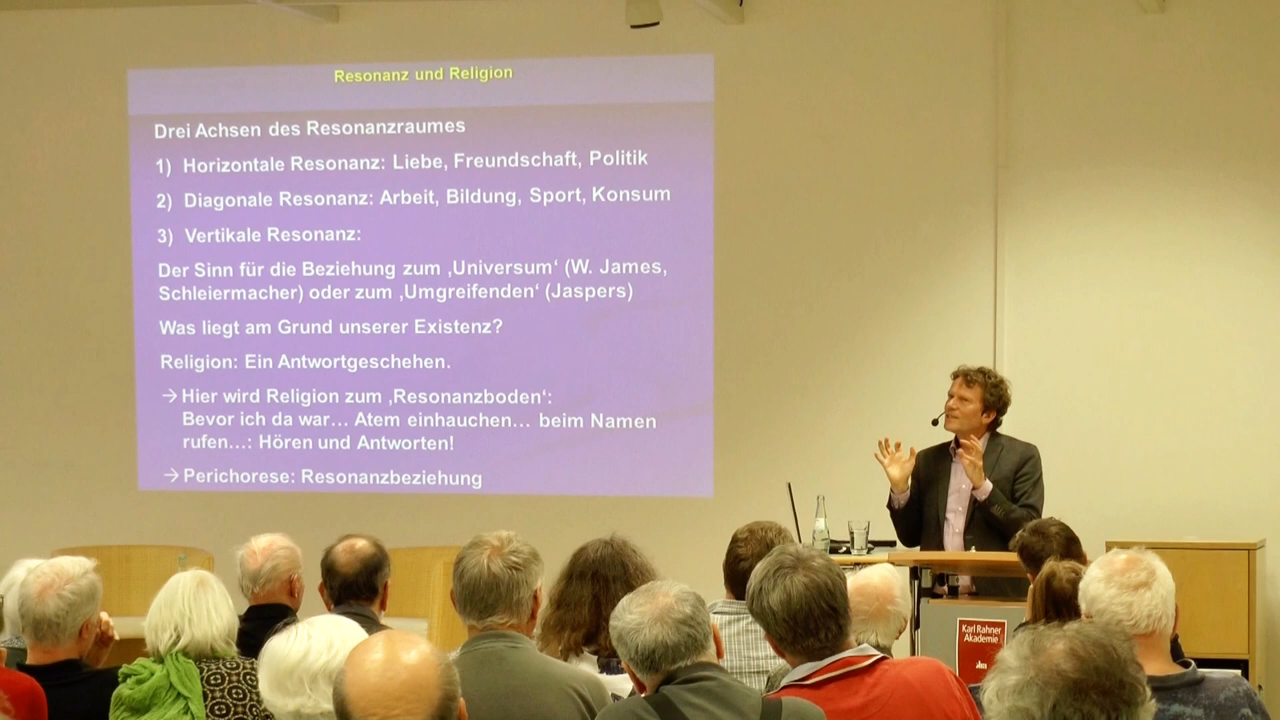 Resonanz und Religion
Drei Achsen des Resonanzraumes
1) Horizontale Resonanz: Liebe, Freundschaft, Politik
2) Diagonale Resonanz: Arbeit, Bildung, Sport, Konsum
3) Vertikale Resonanz:
Der Sinn für die Beziehung zum ‚Universum‘ (W. James,
Schleiermacher) oder zum ‚Umgreifenden‘ (Jaspers)
Was liegt am Grund unserer Existenz?
Religion: Ein Antwortgeschehen.
→ Hier wird Religion zum ‚Resonanzboden‘:
Bevor ich da war… Atem einhauchen… beim Namen
rufen…: Hören und Antworten!
→ Perichorese: Resonanzbeziehung
Karl Rahner
Akademie